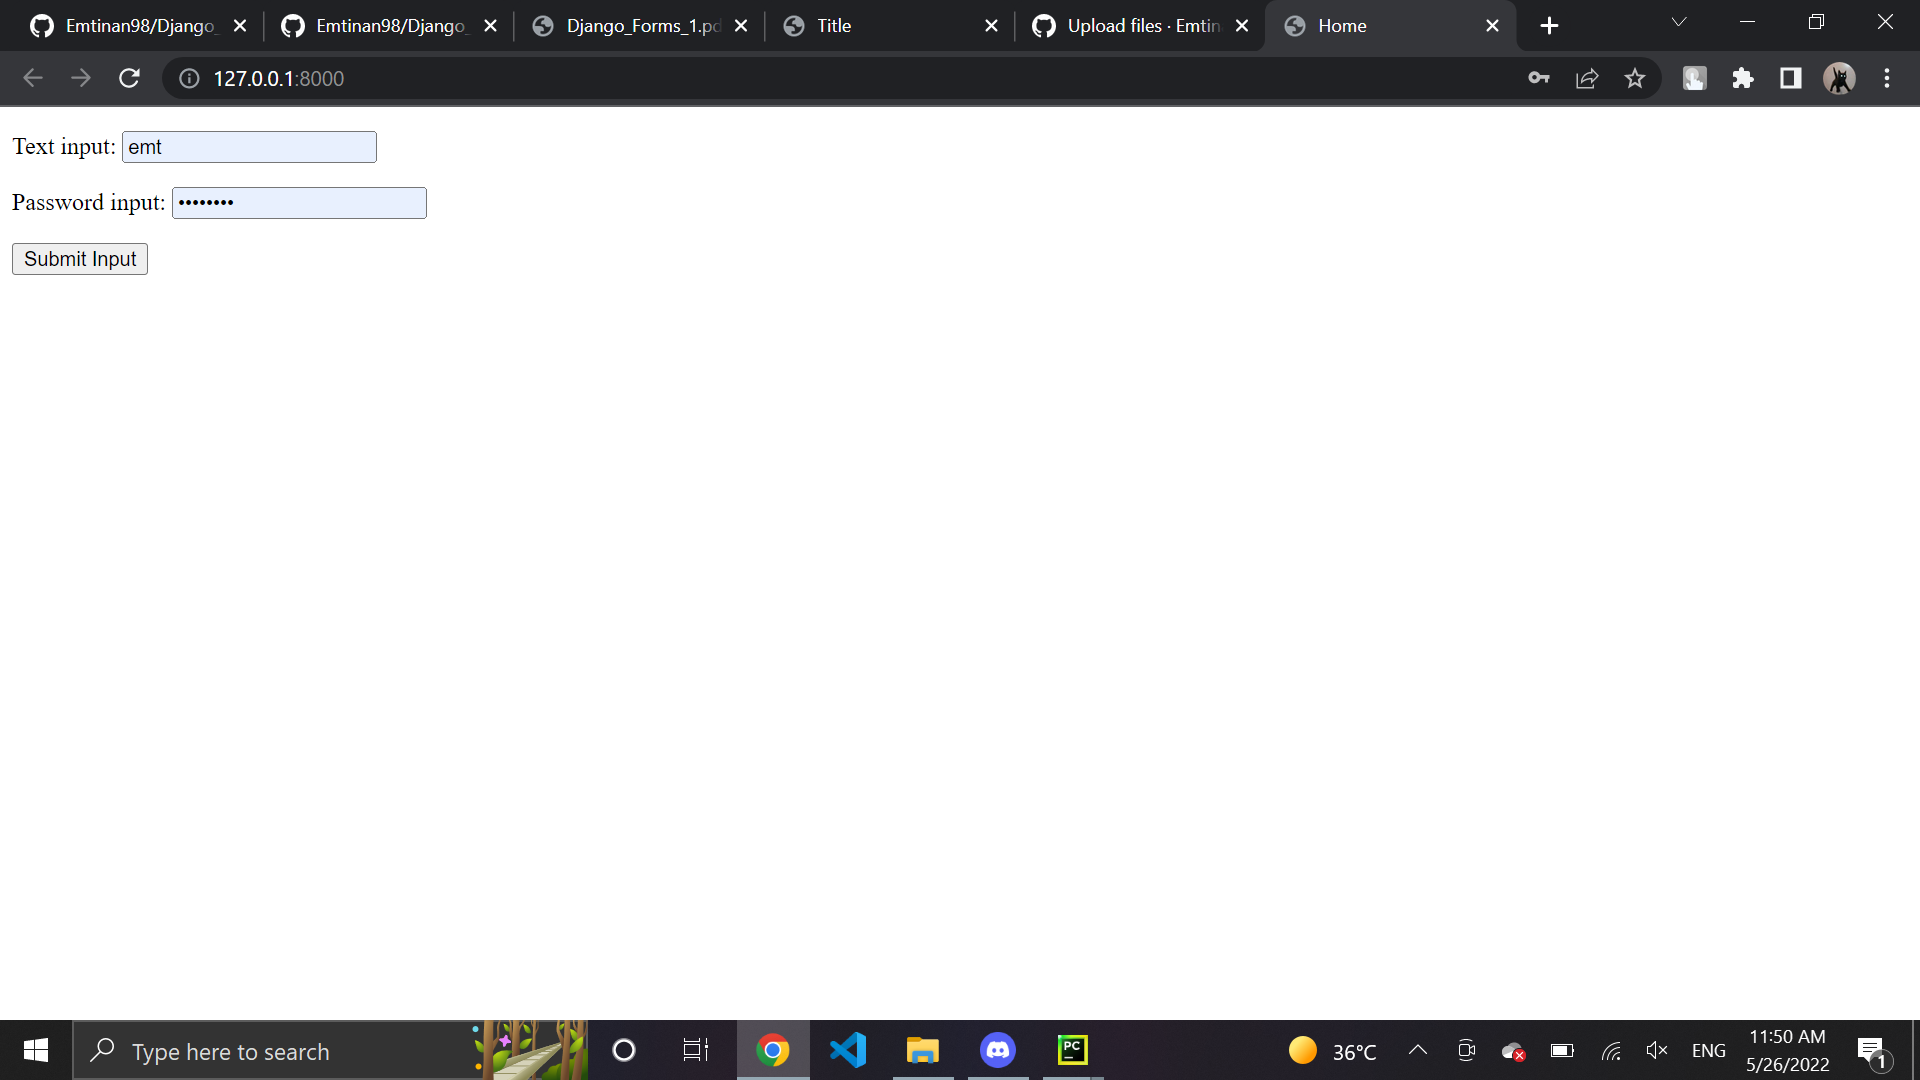 Emtinan98/Django_
Emtinan98/Django_
Django_Forms_1.pd
Title
Upload files · Emtin
Home
127.0.0.1:8000
Text input: emt
Password input: ••••••••
Submit Input
Type here to search
PC
36°C
ENG
11:50 AM
5/26/2022
1